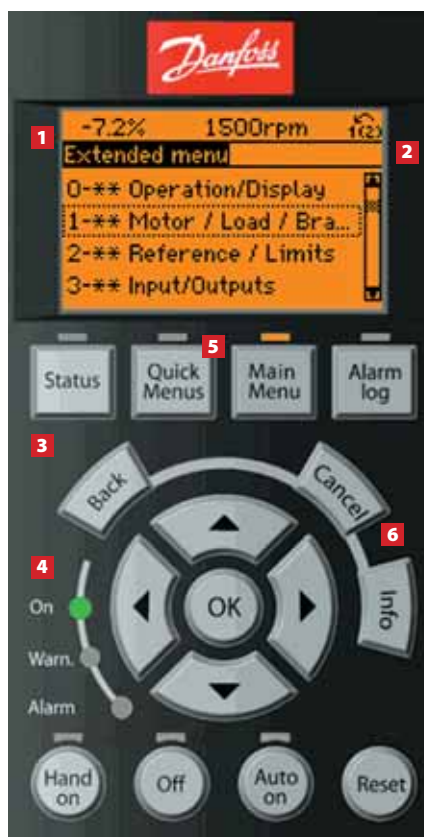 Danfoss
-7.2% 1500rpm 1(2)
1
Extended menu
2
0-** Operation/Display
1-** Motor / Load / Bra...
2-** Reference / Limits
3-** Input/Outputs
5
Status
Quick Menus
Main Menu
Alarm log
3
Back
Cancel
6
4
On
OK
Info
Warn.
Alarm
Hand on
Off
Auto on
Reset